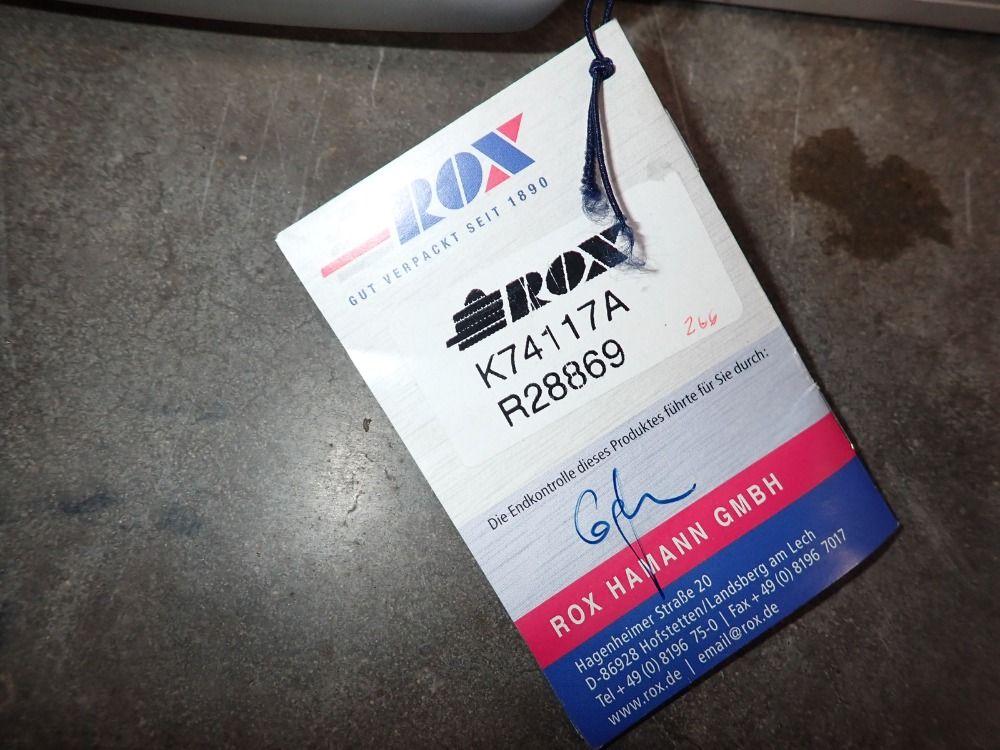 ROX
GUT VERPACKT SEIT 1890
ROX
K74117A
R28869
266
Die Endkontrolle dieses Produktes führte für Sie durch:
ROX HAMANN GMBH
Hagenheimer Straße 20
D-86928 Hofstetten/Landsberg am Lech
Tel + 49 (0) 8196 75-0 | Fax + 49 (0) 8196 7017
www.rox.de | email@rox.de